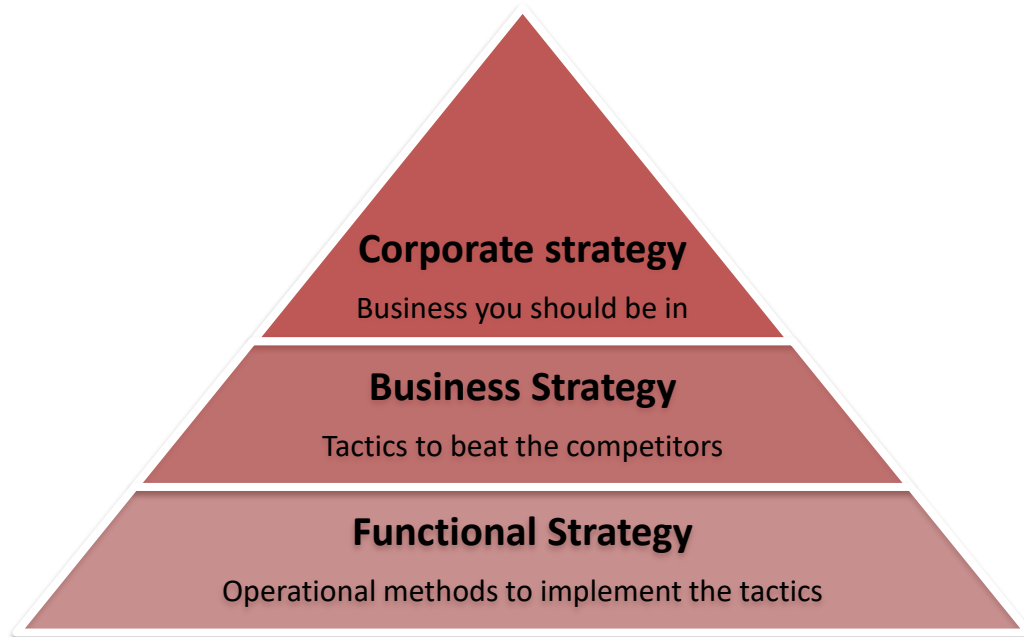 Corporate strategy
Business you should be in
Business Strategy
Tactics to beat the competitors
Functional Strategy
Operational methods to implement the tactics